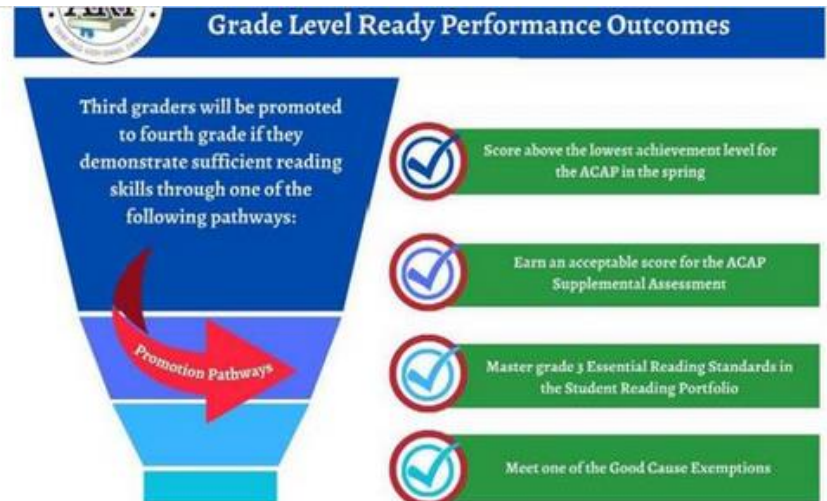 Grade Level Ready Performance Outcomes
Third graders will be promoted
to fourth grade if they
demonstrate sufficient reading
skills through one of the
following pathways:
Promotion Pathways
Score above the lowest achievement level for
the ACAP in the spring
Earn an acceptable score for the ACAP
Supplemental Assessment
Master grade 3 Essential Reading Standards in
the Student Reading Portfolio
Meet one of the Good Cause Exemptions